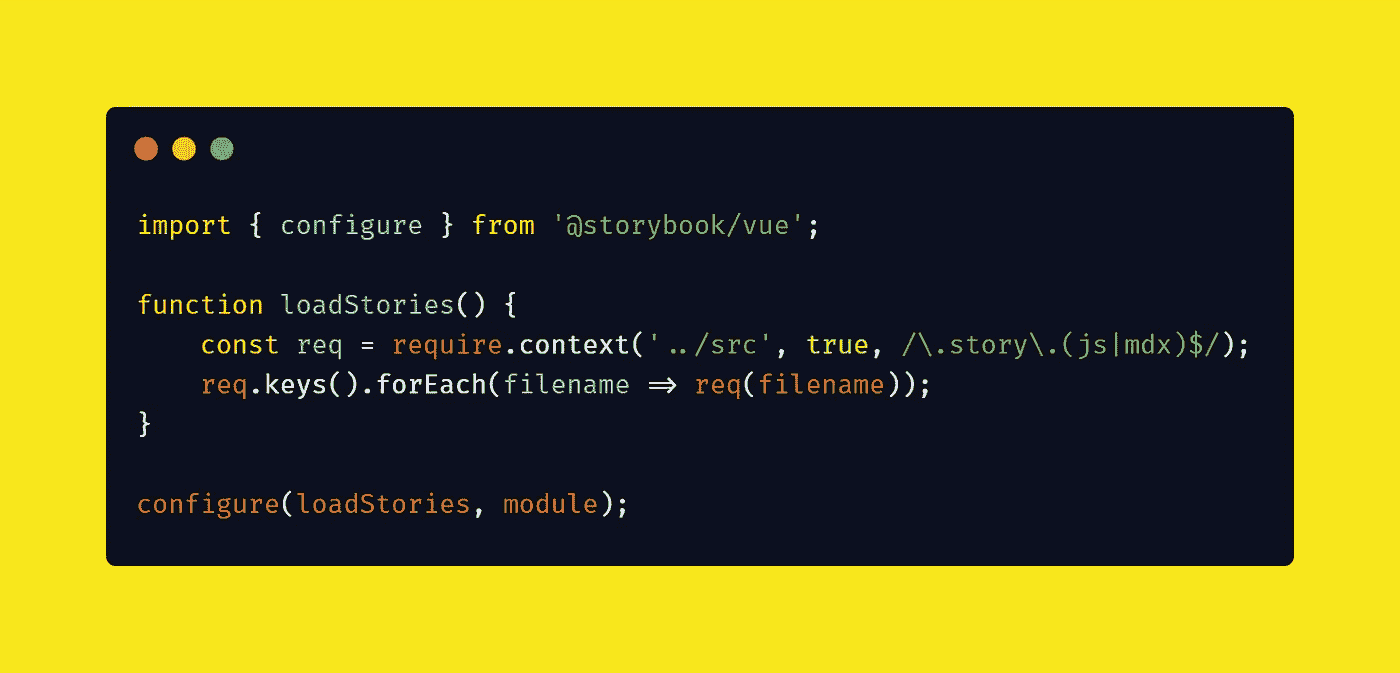 import { configure } from '@storybook/vue';
function loadStories() {
    const req = require.context('../src', true, /\.story\.(js|mdx)$/);
    req.keys().forEach(filename => req(filename));
}
configure(loadStories, module);